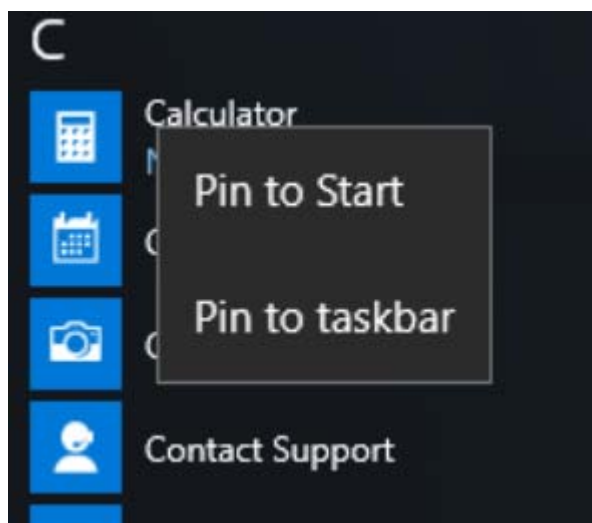 C
Calculator
Pin to Start
Pin to taskbar
Contact Support